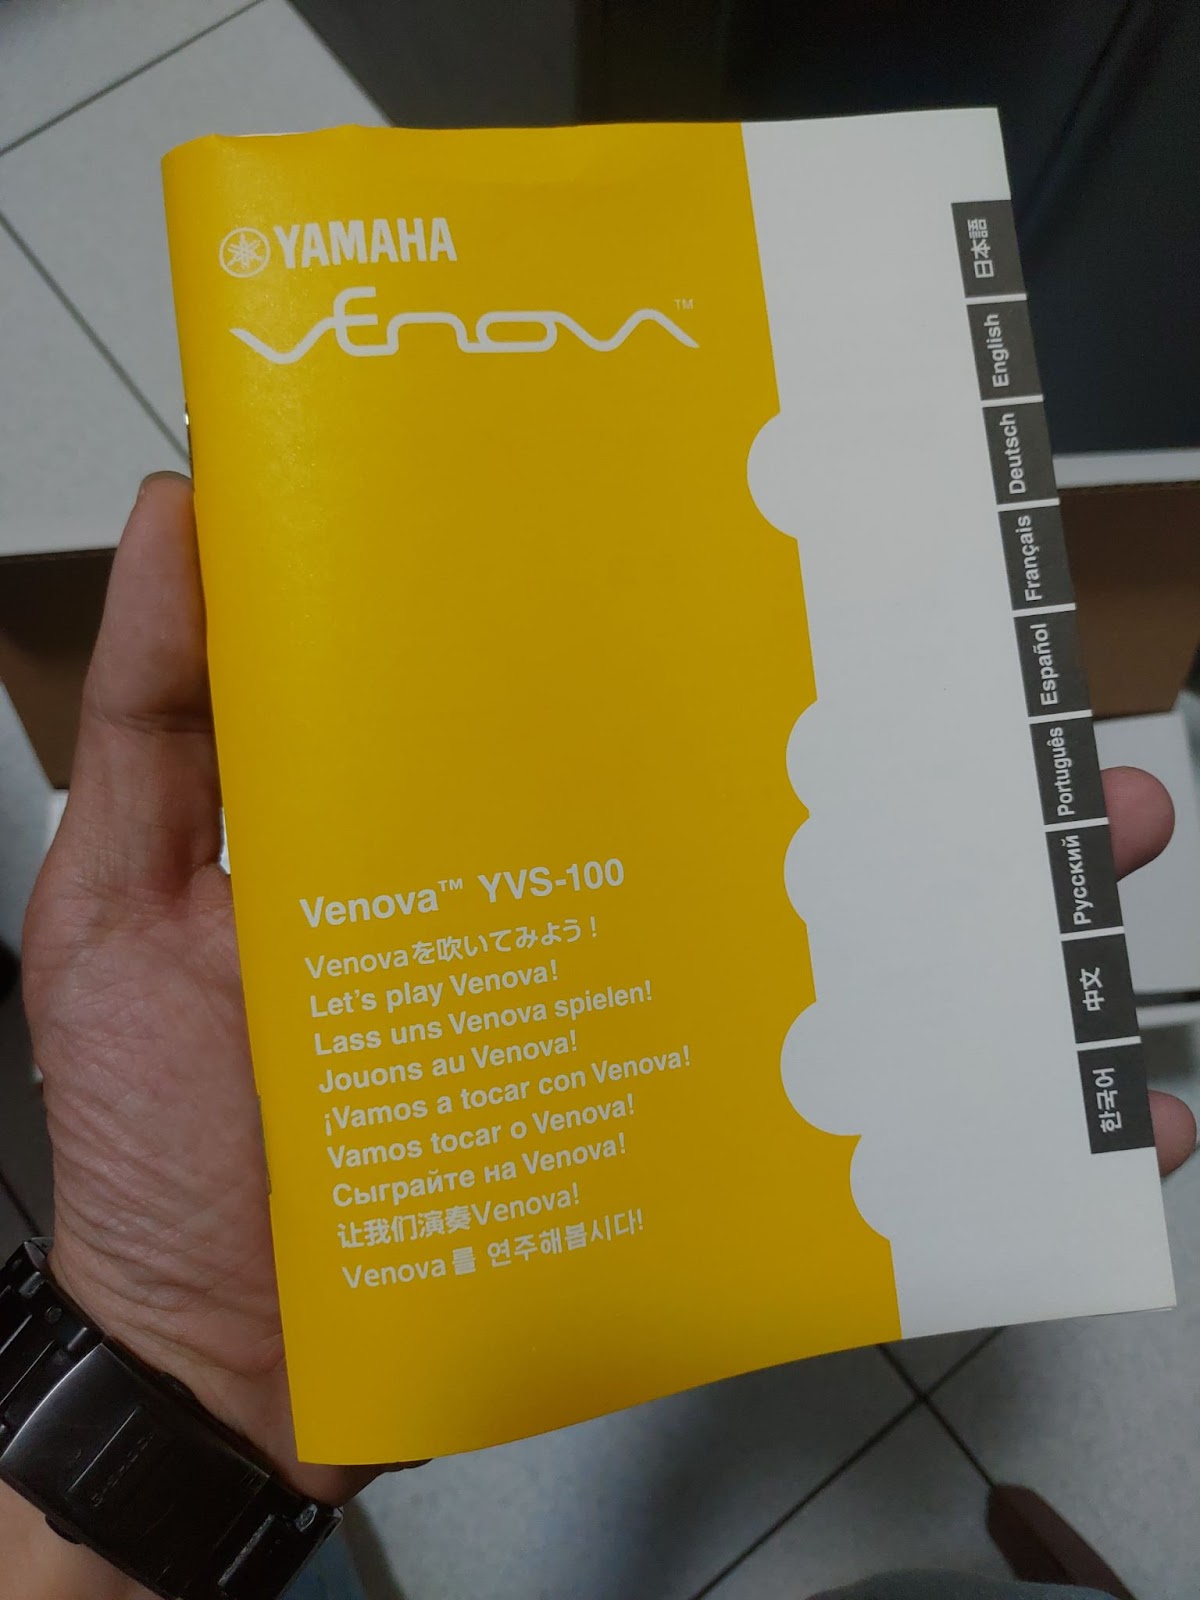 YAMAHA
VENOVA™
Venova™ YVS-100
Venovaを吹いてみよう!
Let's play Venova!
Lass uns Venova spielen!
Jouons au Venova!
¡Vamos a tocar con Venova!
Vamos tocar o Venova!
Сыграйте на Venova!
让我们演奏Venova!
Venova를 연주해봅시다!
日本語
English
Deutsch
Français
Español
Português
Русский
中文
한국어